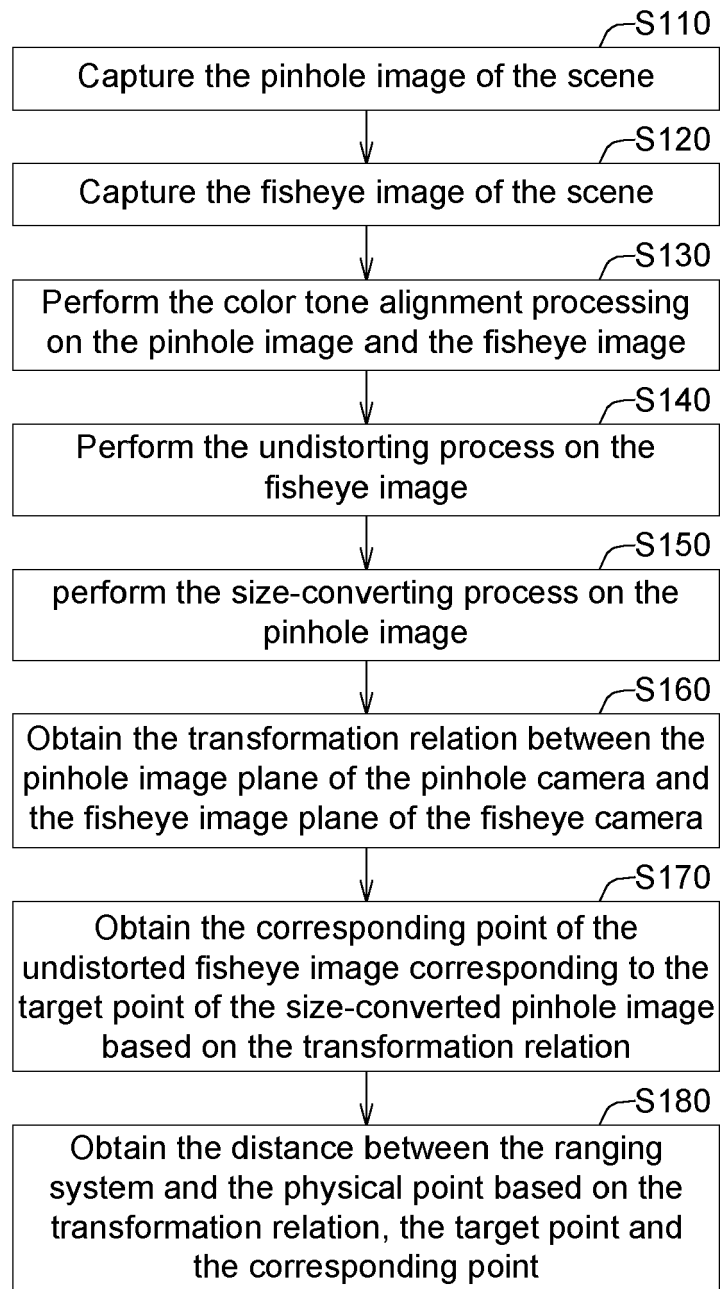 S110
Capture the pinhole image of the scene
S120
Capture the fisheye image of the scene
S130
Perform the color tone alignment processing
on the pinhole image and the fisheye image
S140
Perform the undistorting process on the
fisheye image
S150
perform the size-converting process on the
pinhole image
S160
Obtain the transformation relation between the
pinhole image plane of the pinhole camera and
the fisheye image plane of the fisheye camera
S170
Obtain the corresponding point of the
undistorted fisheye image corresponding to the
target point of the size-converted pinhole image
based on the transformation relation
S180
Obtain the distance between the ranging
system and the physical point based on the
transformation relation, the target point and
the corresponding point